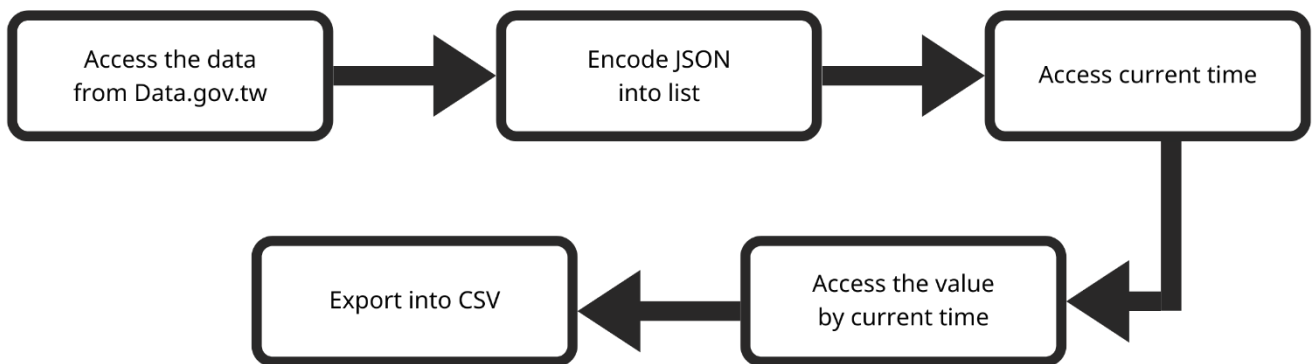 Access the data
from Data.gov.tw
Encode JSON
into list
Access current time
Access the value
by current time
Export into CSV